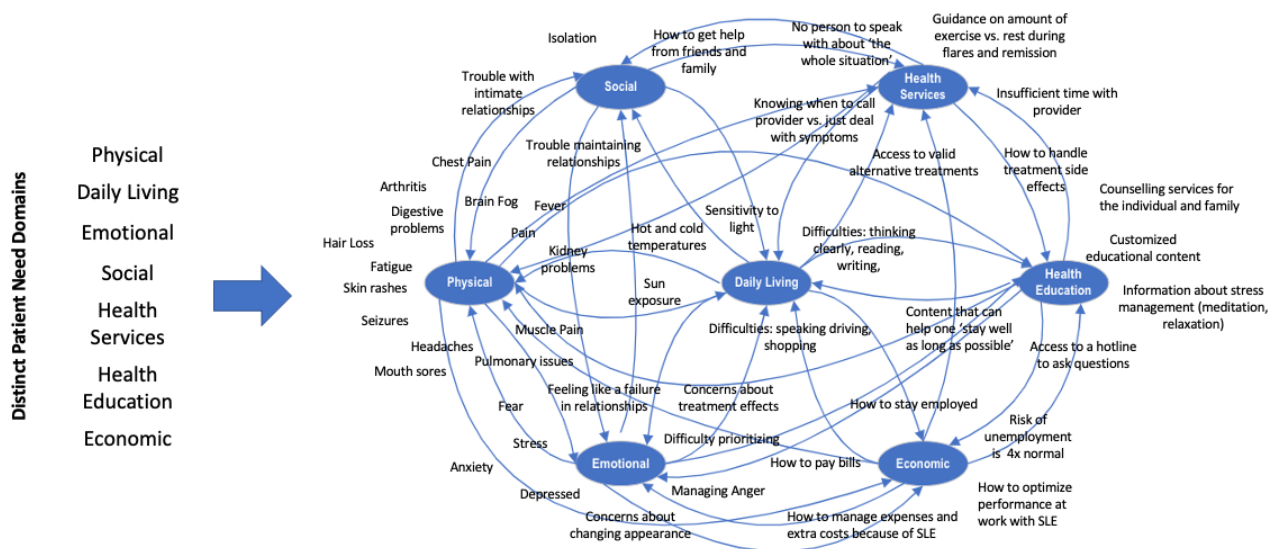 Distinct Patient Need Domains
Physical
Daily Living
Emotional
Social
Health
Services
Health
Education
Economic
Isolation
How to get help
from friends and
family
No person to speak
with about ‘the
whole situation’
Guidance on amount of
exercise vs. rest during
flares and remission
Social
Health
Services
Trouble with
intimate
relationships
Insufficient time with
provider
Knowing when to call
provider vs. just deal
with symptoms
Trouble maintaining
relationships
Access to valid
alternative treatments
How to handle
treatment side
effects
Chest Pain
Arthritis
Brain Fog
Digestive
problems
Fever
Pain
Sensitivity to
light
Counselling services for
the individual and family
Hair Loss
Kidney
problems
Hot and cold
temperatures
Difficulties: thinking
clearly, reading,
writing,
Customized
educational content
Fatigue
Skin rashes
Physical
Sun
exposure
Daily Living
Health
Education
Information about stress
management (meditation,
relaxation)
Seizures
Headaches
Mouth sores
Muscle Pain
Pulmonary issues
Difficulties: speaking driving,
shopping
Content that can
help one ‘stay well
as long as possible’
Access to a hotline
to ask questions
Feeling like a failure
in relationships
Concerns about
treatment effects
How to stay employed
Fear
Stress
Difficulty prioritizing
Risk of
unemployment
is 4x normal
Anxiety
Emotional
How to pay bills
Economic
Depressed
Managing Anger
How to optimize
performance at
work with SLE
Concerns about
changing appearance
How to manage expenses and
extra costs because of SLE